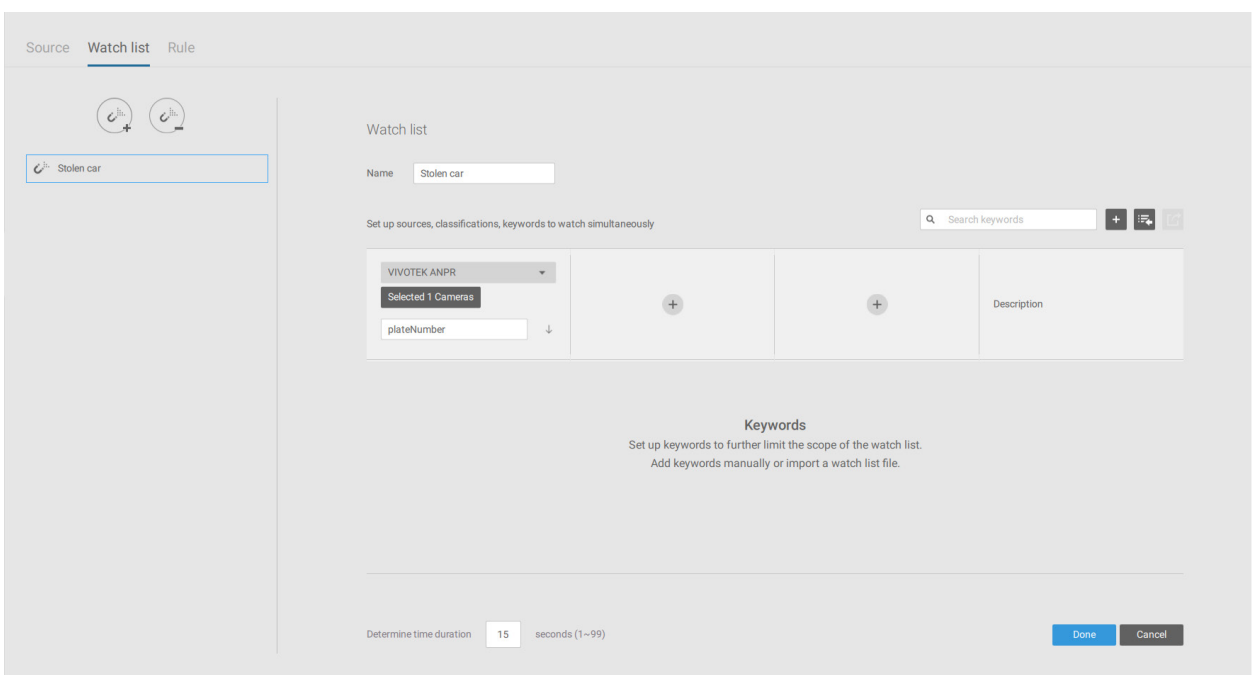 Source Watch list Rule
Stolen car
Watch list
Name Stolen car
Set up sources, classifications, keywords to watch simultaneously
Search keywords
VIVOTEK ANPR
Selected 1 Cameras
plateNumber
Description
Keywords
Set up keywords to further limit the scope of the watch list.
Add keywords manually or import a watch list file.
Determine time duration 15 seconds (1~99)
Done Cancel